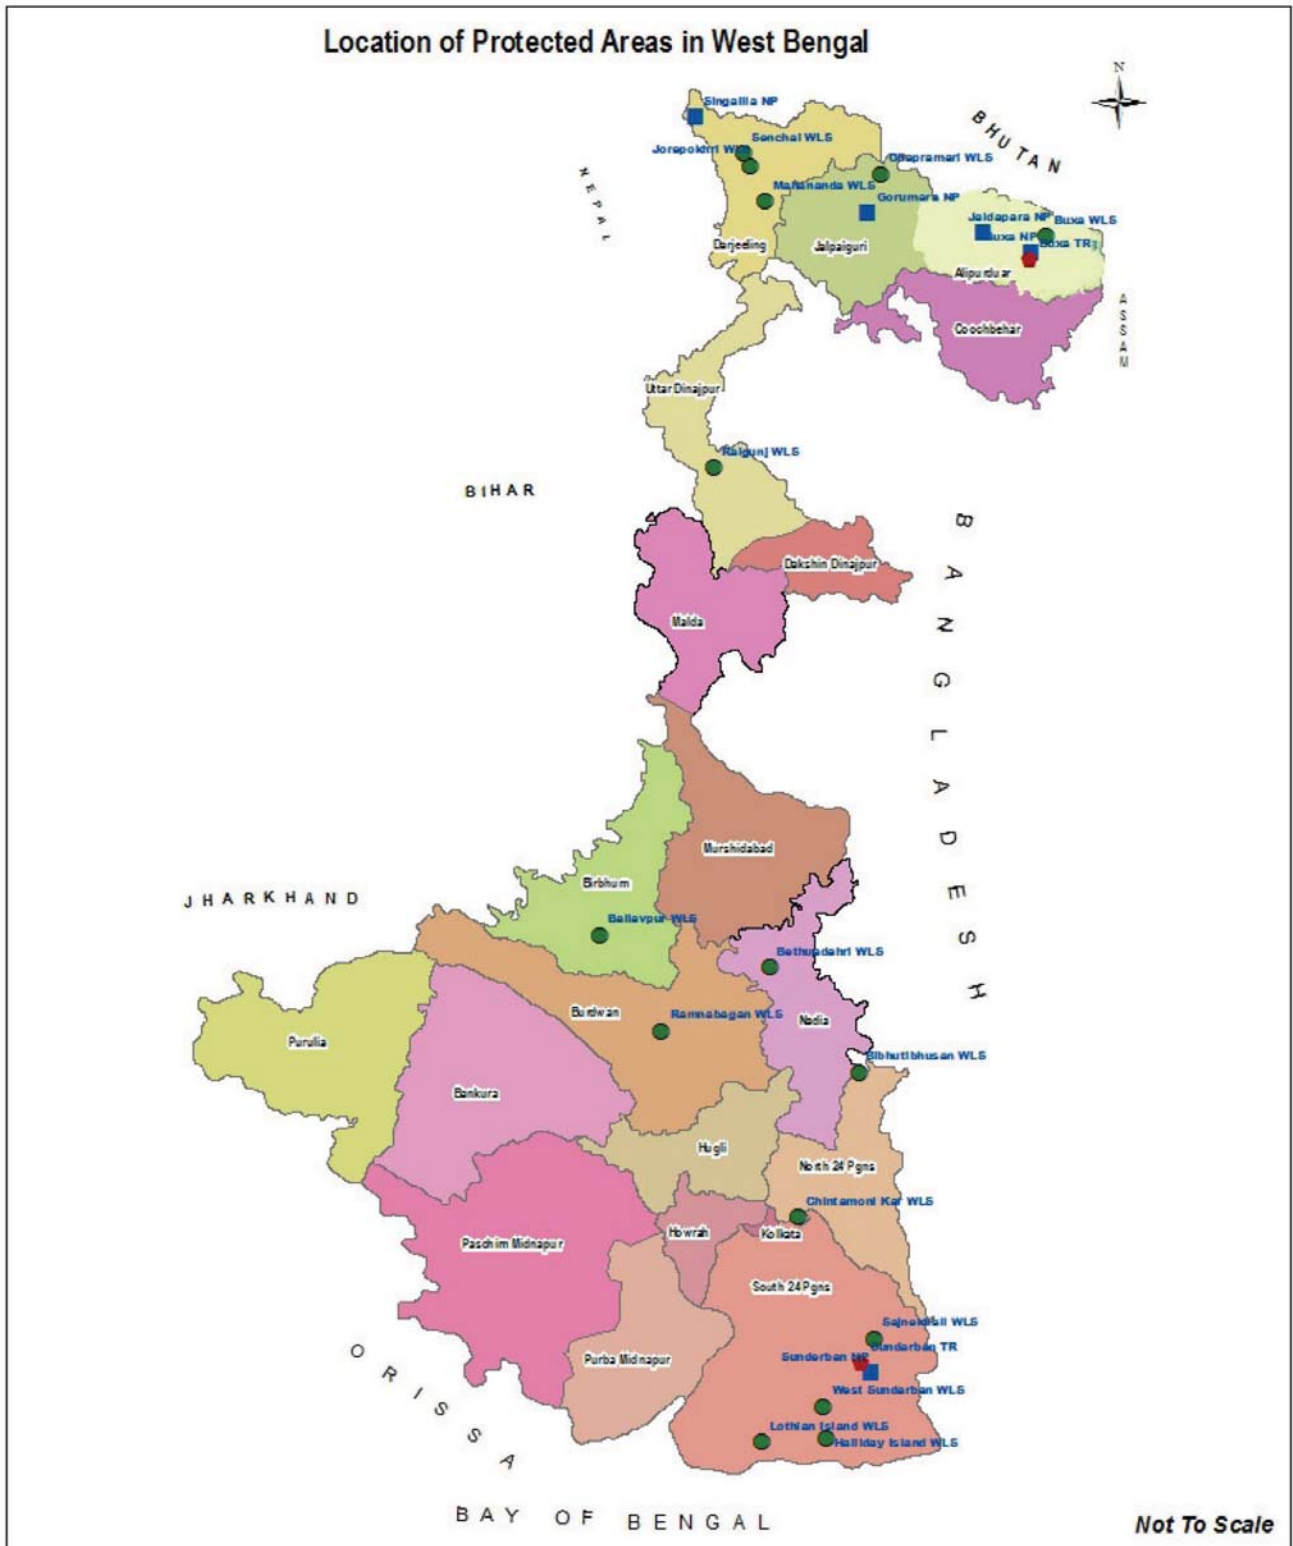 Location of Protected Areas in West Bengal
N
BHUTAN
NEPAL
Singallia NP
Senchal WLS
Jorepokhri WLS
Chapramari WLS
Mahananda WLS
Gorumara NP
Jaldapara NP
Buxa WLS
Buxa NP
Buxa TR
Darjeeling
Jalpaiguri
Alipurduar
ASSAM
Coochbehar
Uttar Dinajpur
Raigunj WLS
BIHAR
BANGLADESH
Dakshin Dinajpur
Malda
Murshidabad
Birbhum
JHARKHAND
Ballavpur WLS
Bethuadahri WLS
Burdwan
Ramnabagan WLS
Nadia
Purulia
Bibhutibhusan WLS
Bankura
Hugli
North 24 Pgns
Chintamoni Kar WLS
Howrah
Kolkata
Paschim Midnapur
South 24 Pgns
Sajnekhali WLS
Sundarban TR
Sundarban NP
Purba Midnapur
West Sundarban WLS
Lothian Island WLS
Halliday Island WLS
ORISSA
BAY OF BENGAL
Not To Scale